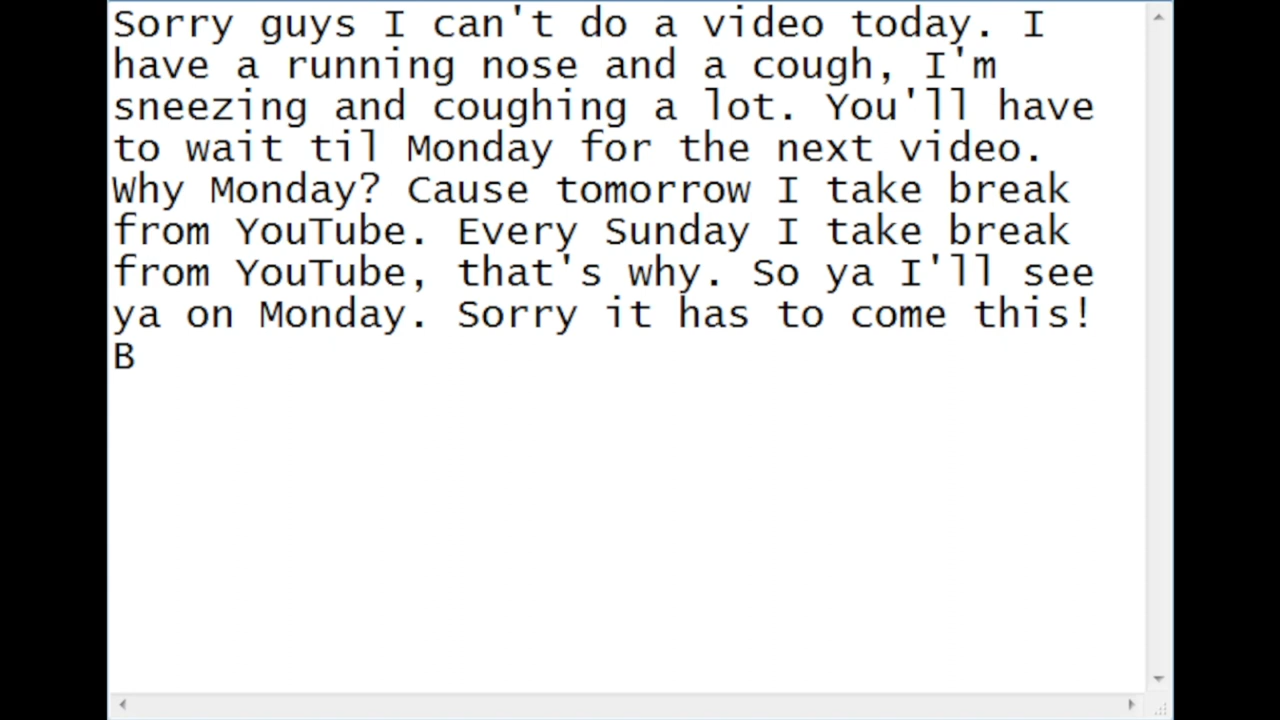 Sorry guys I can't do a video today. I
have a running nose and a cough, I'm
sneezing and coughing a lot. You'll have
to wait til Monday for the next video.
Why Monday? Cause tomorrow I take break
from YouTube. Every Sunday I take break
from YouTube, that's why. So ya I'll see
ya on Monday. Sorry it has to come this!
B